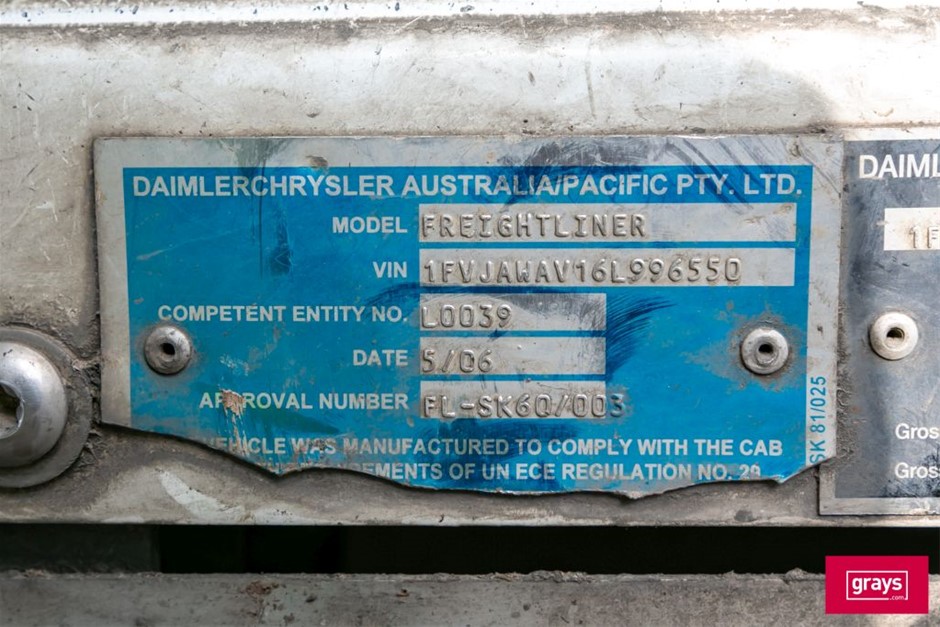 DAIMLERCHRYSLER AUSTRALIA/PACIFIC PTY. LTD.
MODEL FREIGHTLINER
VIN 1FVJAWAV16L996550
COMPETENT ENTITY NO. L0039
DATE 5/06
APPROVAL NUMBER FL-SK60/003
VEHICLE WAS MANUFACTURED TO COMPLY WITH THE CAB
OF UN ECE REGULATION NO. 29
SK 81/025
DAIML
1F
Gros
Gros
grays
.com